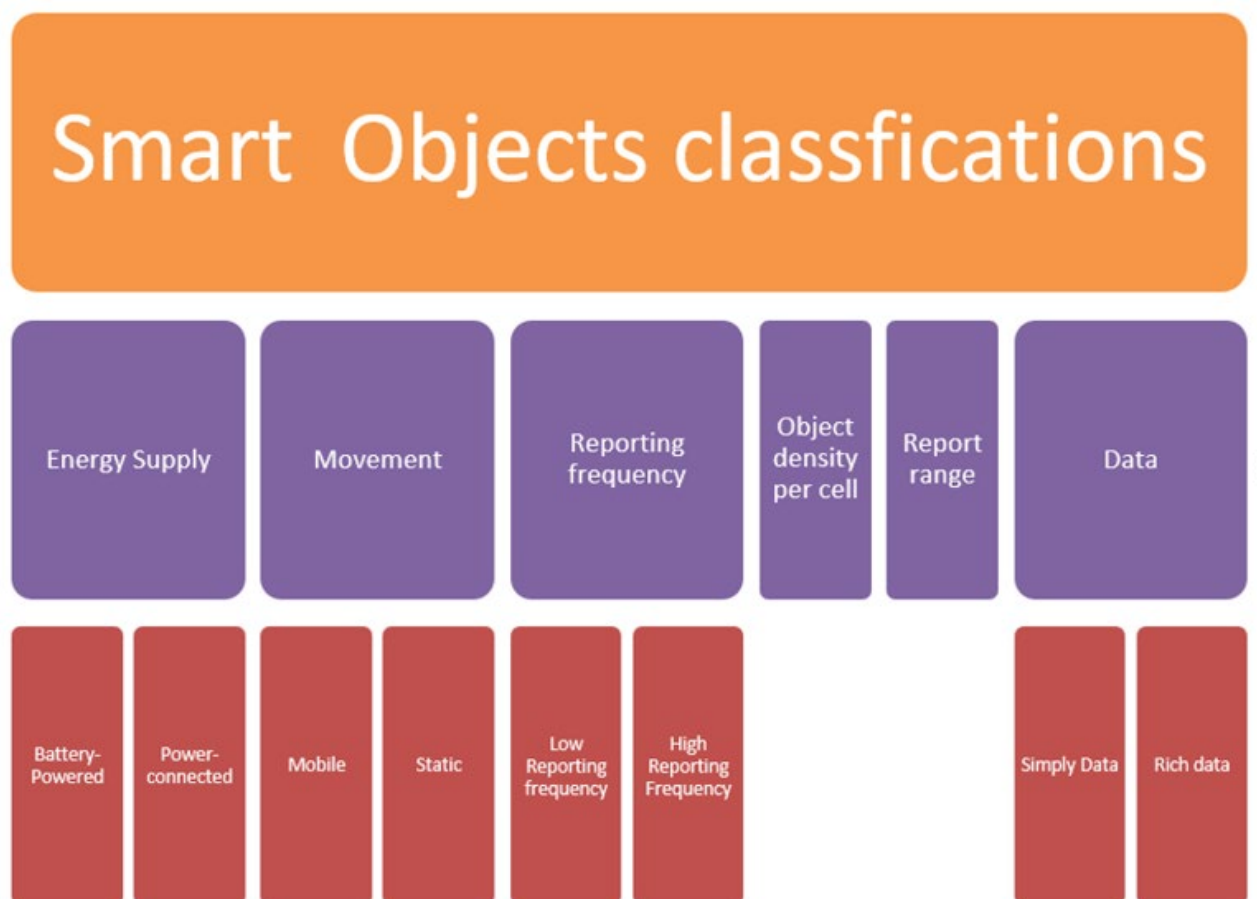 Smart  Objects classfications
Energy Supply
Movement
Reporting
frequency
Object
density
per cell
Report
range
Data
Battery-
Powered
Power-
connected
Mobile
Static
Low
Reporting
frequency
High
Reporting
Frequency
Simply Data
Rich data